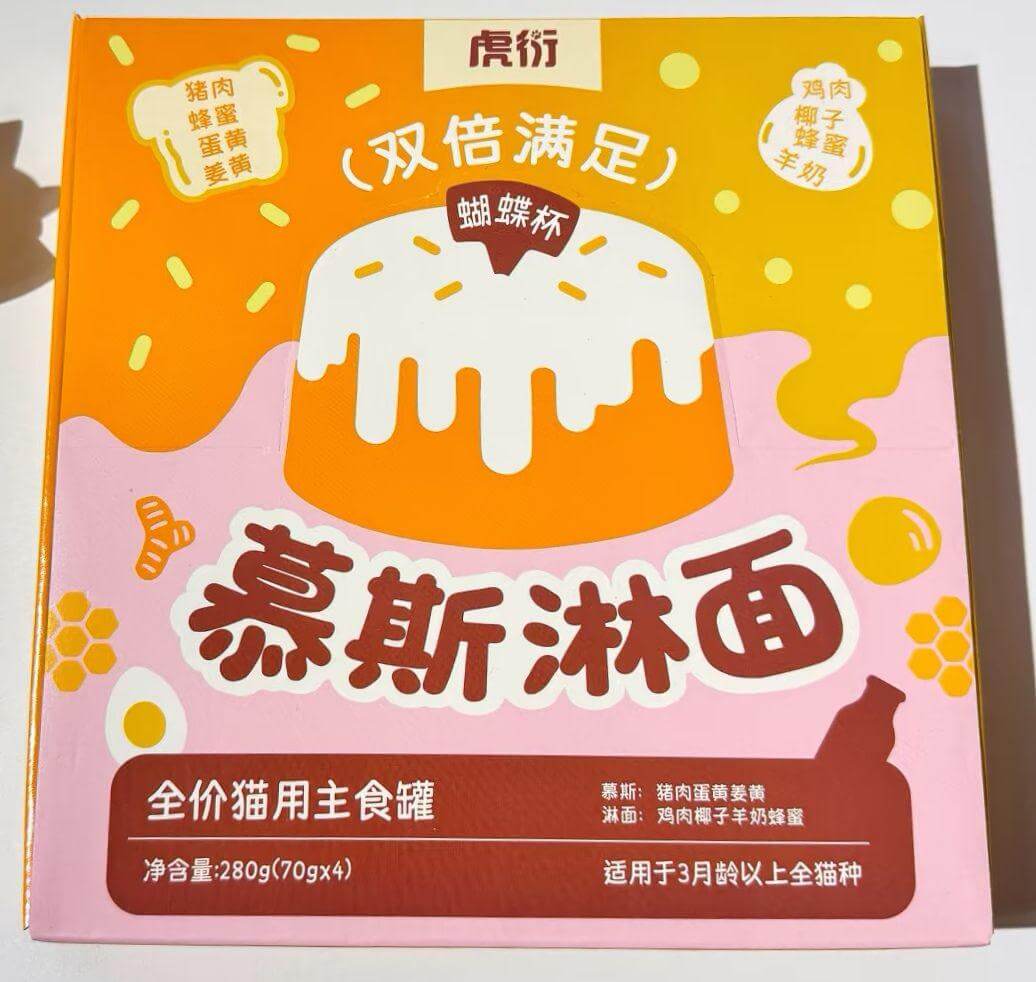 虎衍
猪肉
蜂蜜
蛋黄
姜黄
（双倍满足）
鸡肉
椰子
蜂蜜
羊奶
蝴蝶杯
慕斯淋面
全价猫用主食罐
慕斯：猪肉蛋黄姜黄
淋面：鸡肉椰子羊奶蜂蜜
净含量:280g(70gx4)
适用于3月龄以上全猫种